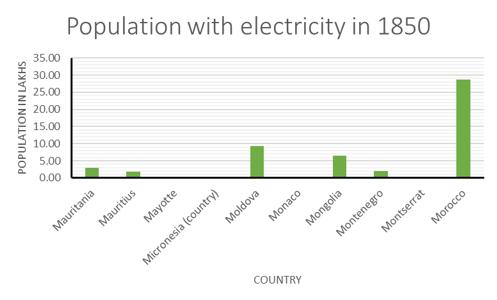 Population with electricity in 1850
POPULATION IN LAKHS
35.00
30.00
25.00
20.00
15.00
10.00
5.00
0.00
Mauritania
Mauritius
Mayotte
Micronesia (country)
Moldova
Monaco
Mongolia
Montenegro
Montserrat
Morocco
COUNTRY